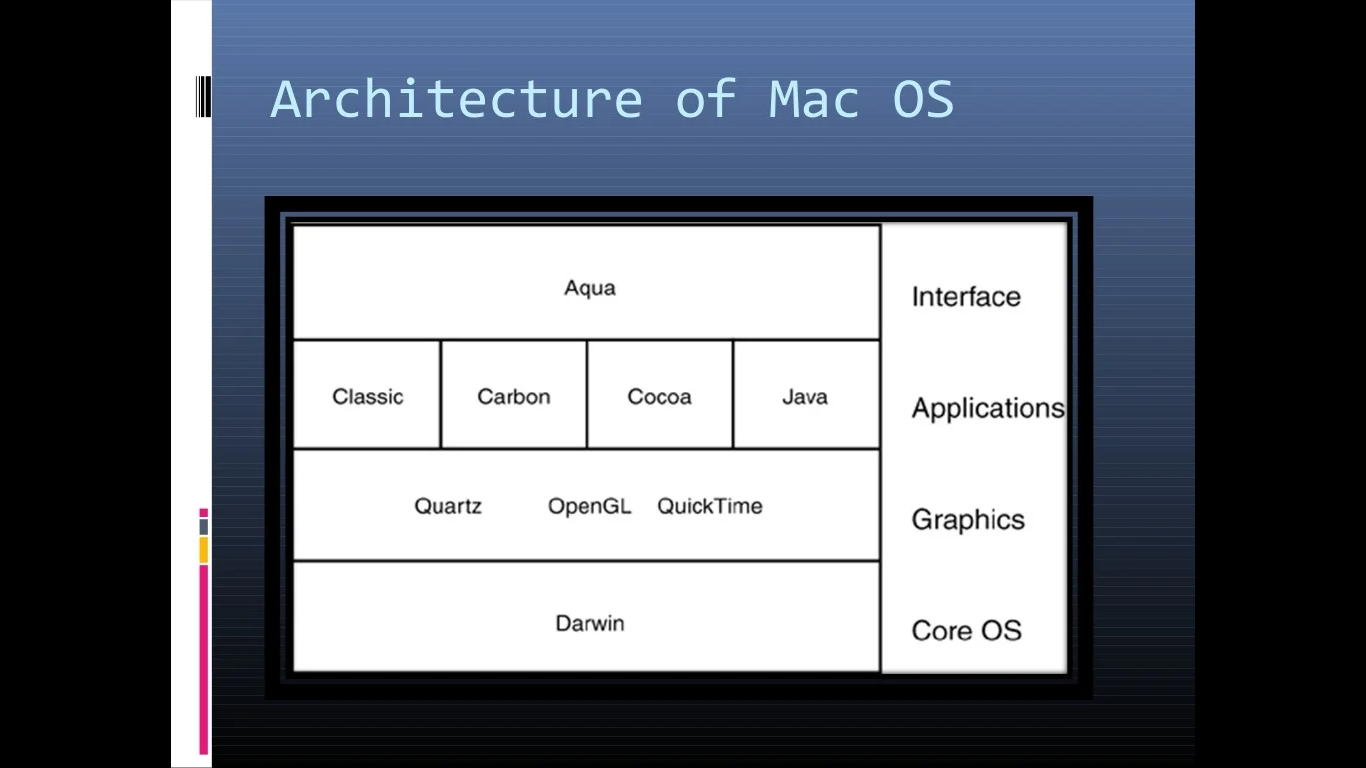 Architecture of Mac OS
Aqua
Interface
Classic Carbon Cocoa Java
Applications
Quartz OpenGL QuickTime
Graphics
Darwin
Core OS